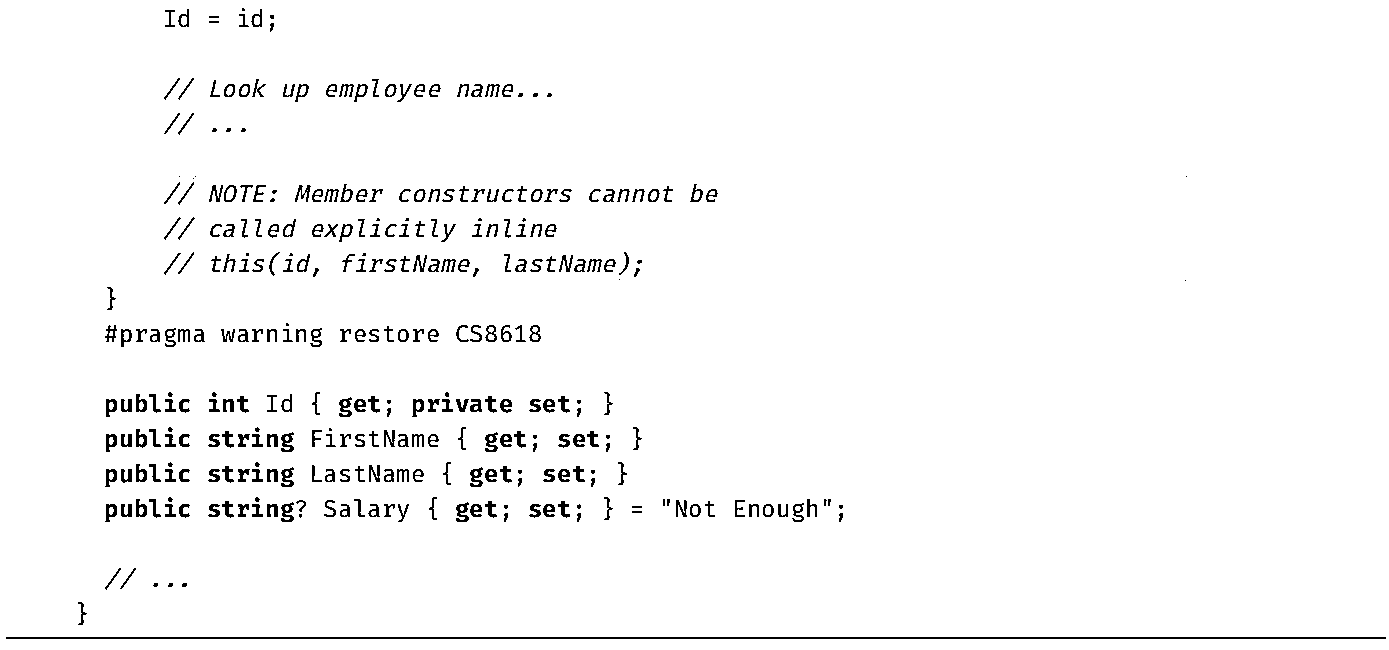 Id = id;
// Look up employee name...
// ...
// NOTE: Member constructors cannot be
// called explicitly inline
// this(id, firstName, lastName);
}
#pragma warning restore CS8618
public int Id { get; private set; }
public string FirstName { get; set; }
public string LastName { get; set; }
public string? Salary { get; set; } = "Not Enough";
// ...
}